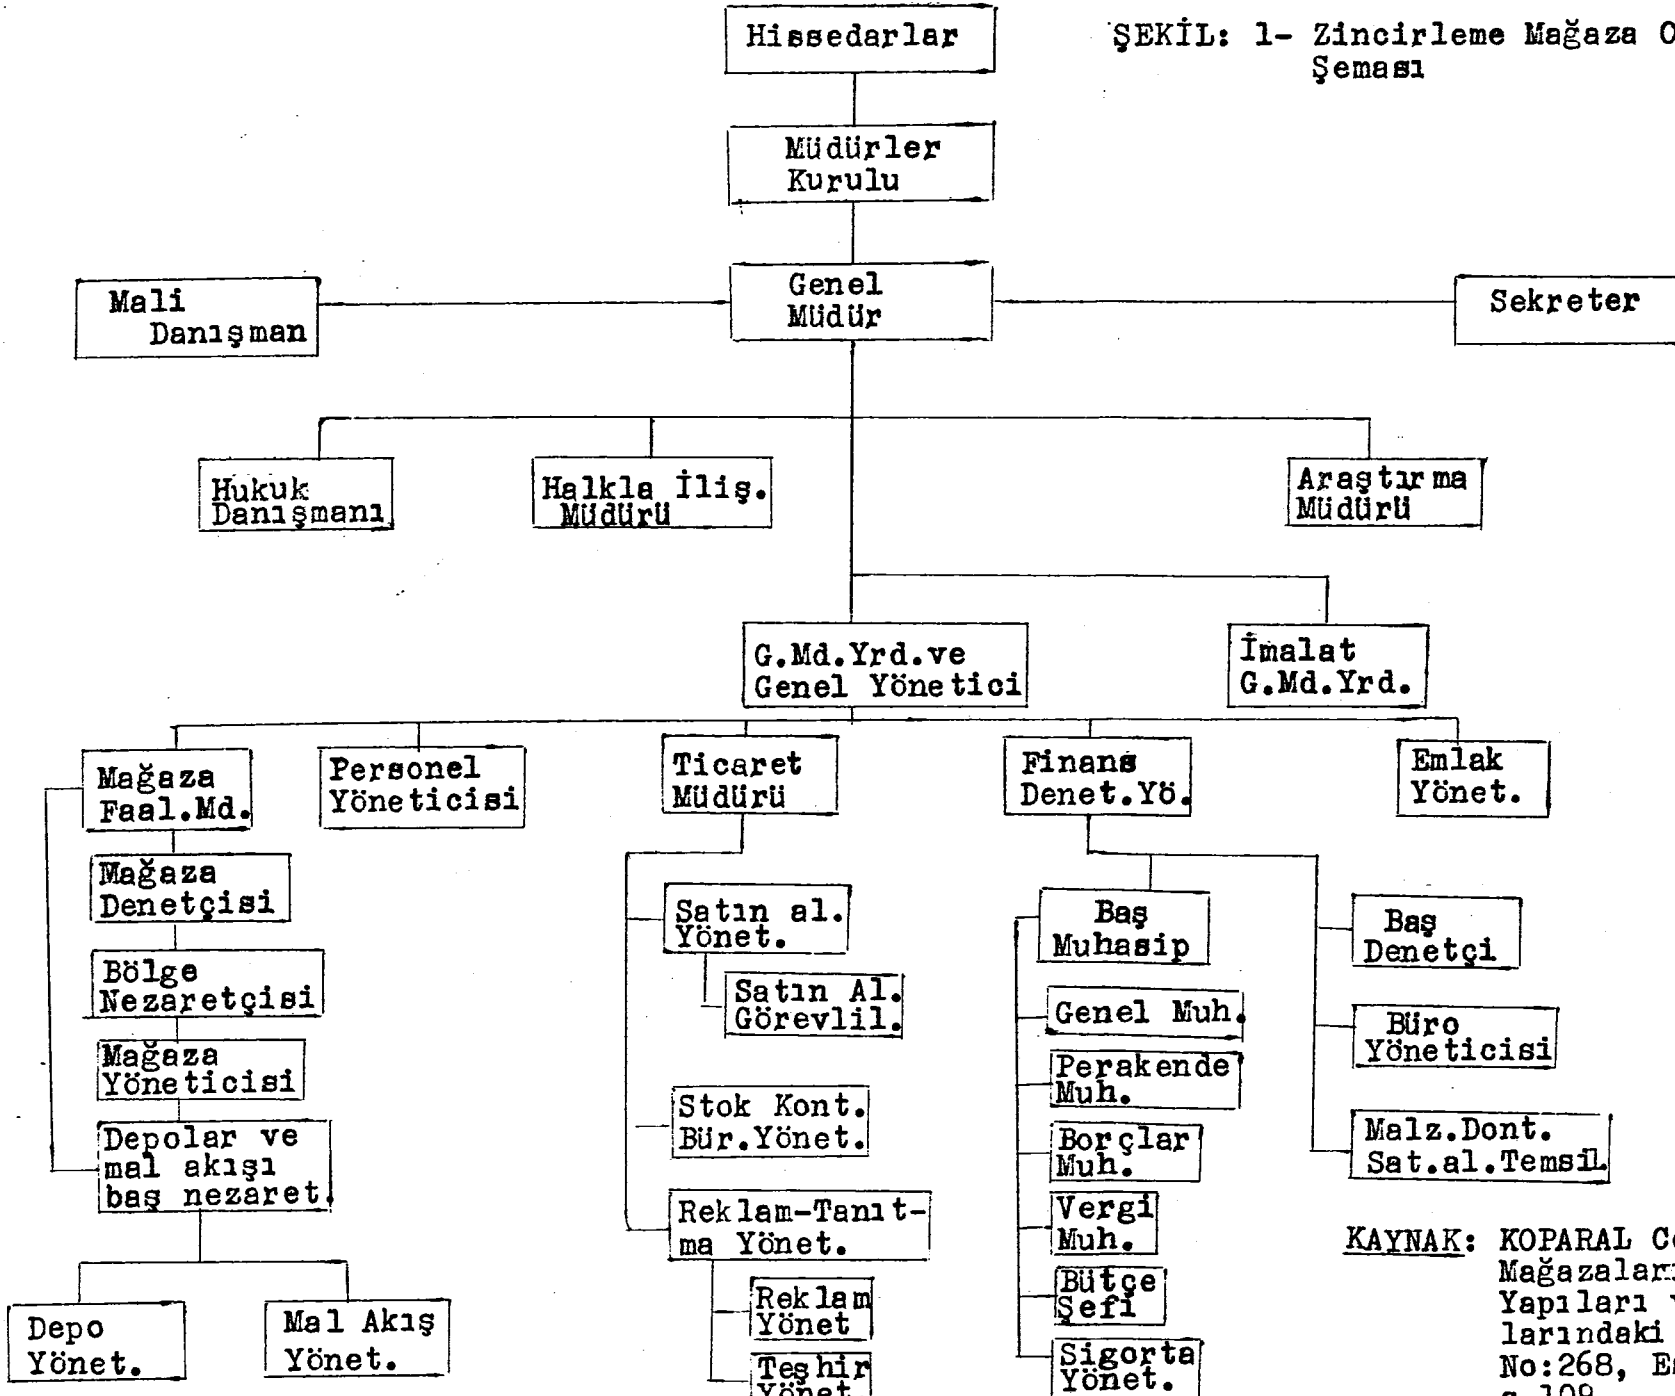 Hissedarlar
ŞEKİL: 1- Zincirleme Mağaza
Şeması
Müdürler
Kurulu
Genel
Müdür
Mali
Danışman
Sekreter
Hukuk
Danışmanı
Halkla İliş.
Müdürü
Araştırma
Müdürü
G.Md.Yrd.ve
Genel Yönetici
İmalat
G.Md.Yrd.
Mağaza
Faal.Md.
Personel
Yöneticisi
Ticaret
Müdürü
Finans
Denet.Yö.
Emlak
Yönet.
Mağaza
Denetçisi
Bölge
Nezaretçisi
Mağaza
Yöneticisi
Depolar ve
mal akışı
baş nezaret.
Depo
Yönet.
Mal Akış
Yönet.
Satın al.
Yönet.
Satın Al.
Görevlil.
Stok Kont.
Bür.Yönet.
Reklam-Tanıt-
ma Yönet.
Reklam
Yönet
Teşhir
Yönet
Baş
Muhasip
Genel Muh.
Perakende
Muh.
Borçlar
Muh.
Vergi
Muh.
Bütçe
Şefi
Sigorta
Yönet.
Baş
Denetçi
Büro
Yöneticisi
Malz.Dont.
Sat.al.Temsil.
KAYNAK: KOPARAL
Mağazaları
Yapıları
larındaki
No:268,
s.109